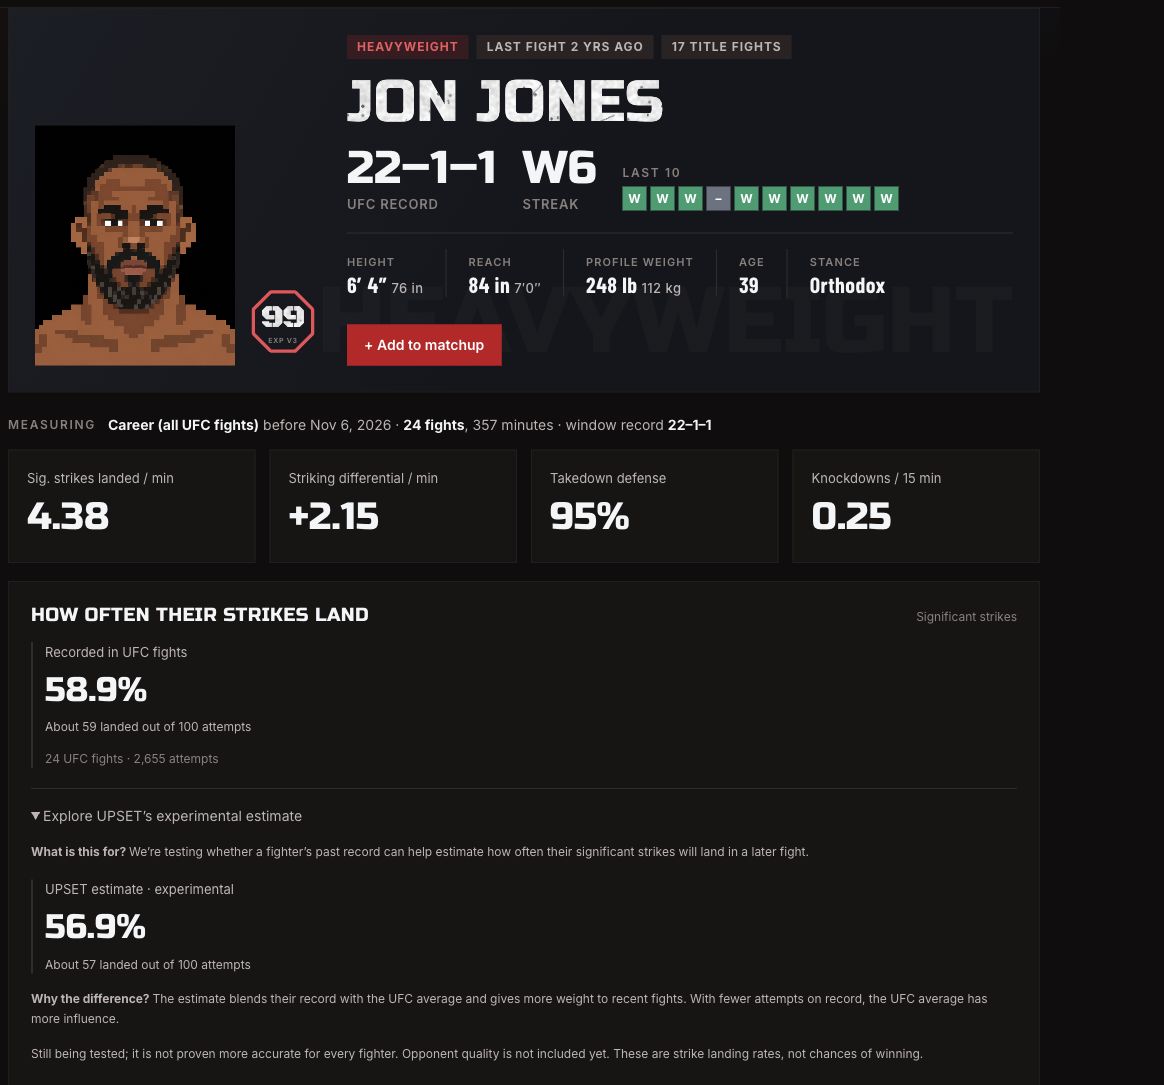 HEAVYWEIGHT LAST FIGHT 2 YRS AGO 17 TITLE FIGHTS
JON JONES
22–1–1 W6
LAST 10
W W W – W W W W W W
UFC RECORD STREAK
HEIGHT REACH PROFILE WEIGHT AGE STANCE
6′ 4″ 76 in 84 in 7′0″ 248 lb 112 kg 39 Orthodox
HEAVYWEIGHT
99
EXP V3
+ Add to matchup
MEASURING Career (all UFC fights) before Nov 6, 2026 · 24 fights, 357 minutes · window record 22–1–1
Sig. strikes landed / min Striking differential / min Takedown defense Knockdowns / 15 min
4.38 +2.15 95% 0.25
HOW OFTEN THEIR STRIKES LAND Significant strikes
Recorded in UFC fights
58.9%
About 59 landed out of 100 attempts
24 UFC fights · 2,655 attempts
▼ Explore UPSET’s experimental estimate
What is this for? We’re testing whether a fighter’s past record can help estimate how often their significant strikes will land in a later fight.
UPSET estimate · experimental
56.9%
About 57 landed out of 100 attempts
Why the difference? The estimate blends their record with the UFC average and gives more weight to recent fights. With fewer attempts on record, the UFC average has
more influence.
Still being tested; it is not proven more accurate for every fighter. Opponent quality is not included yet. These are strike landing rates, not chances of winning.